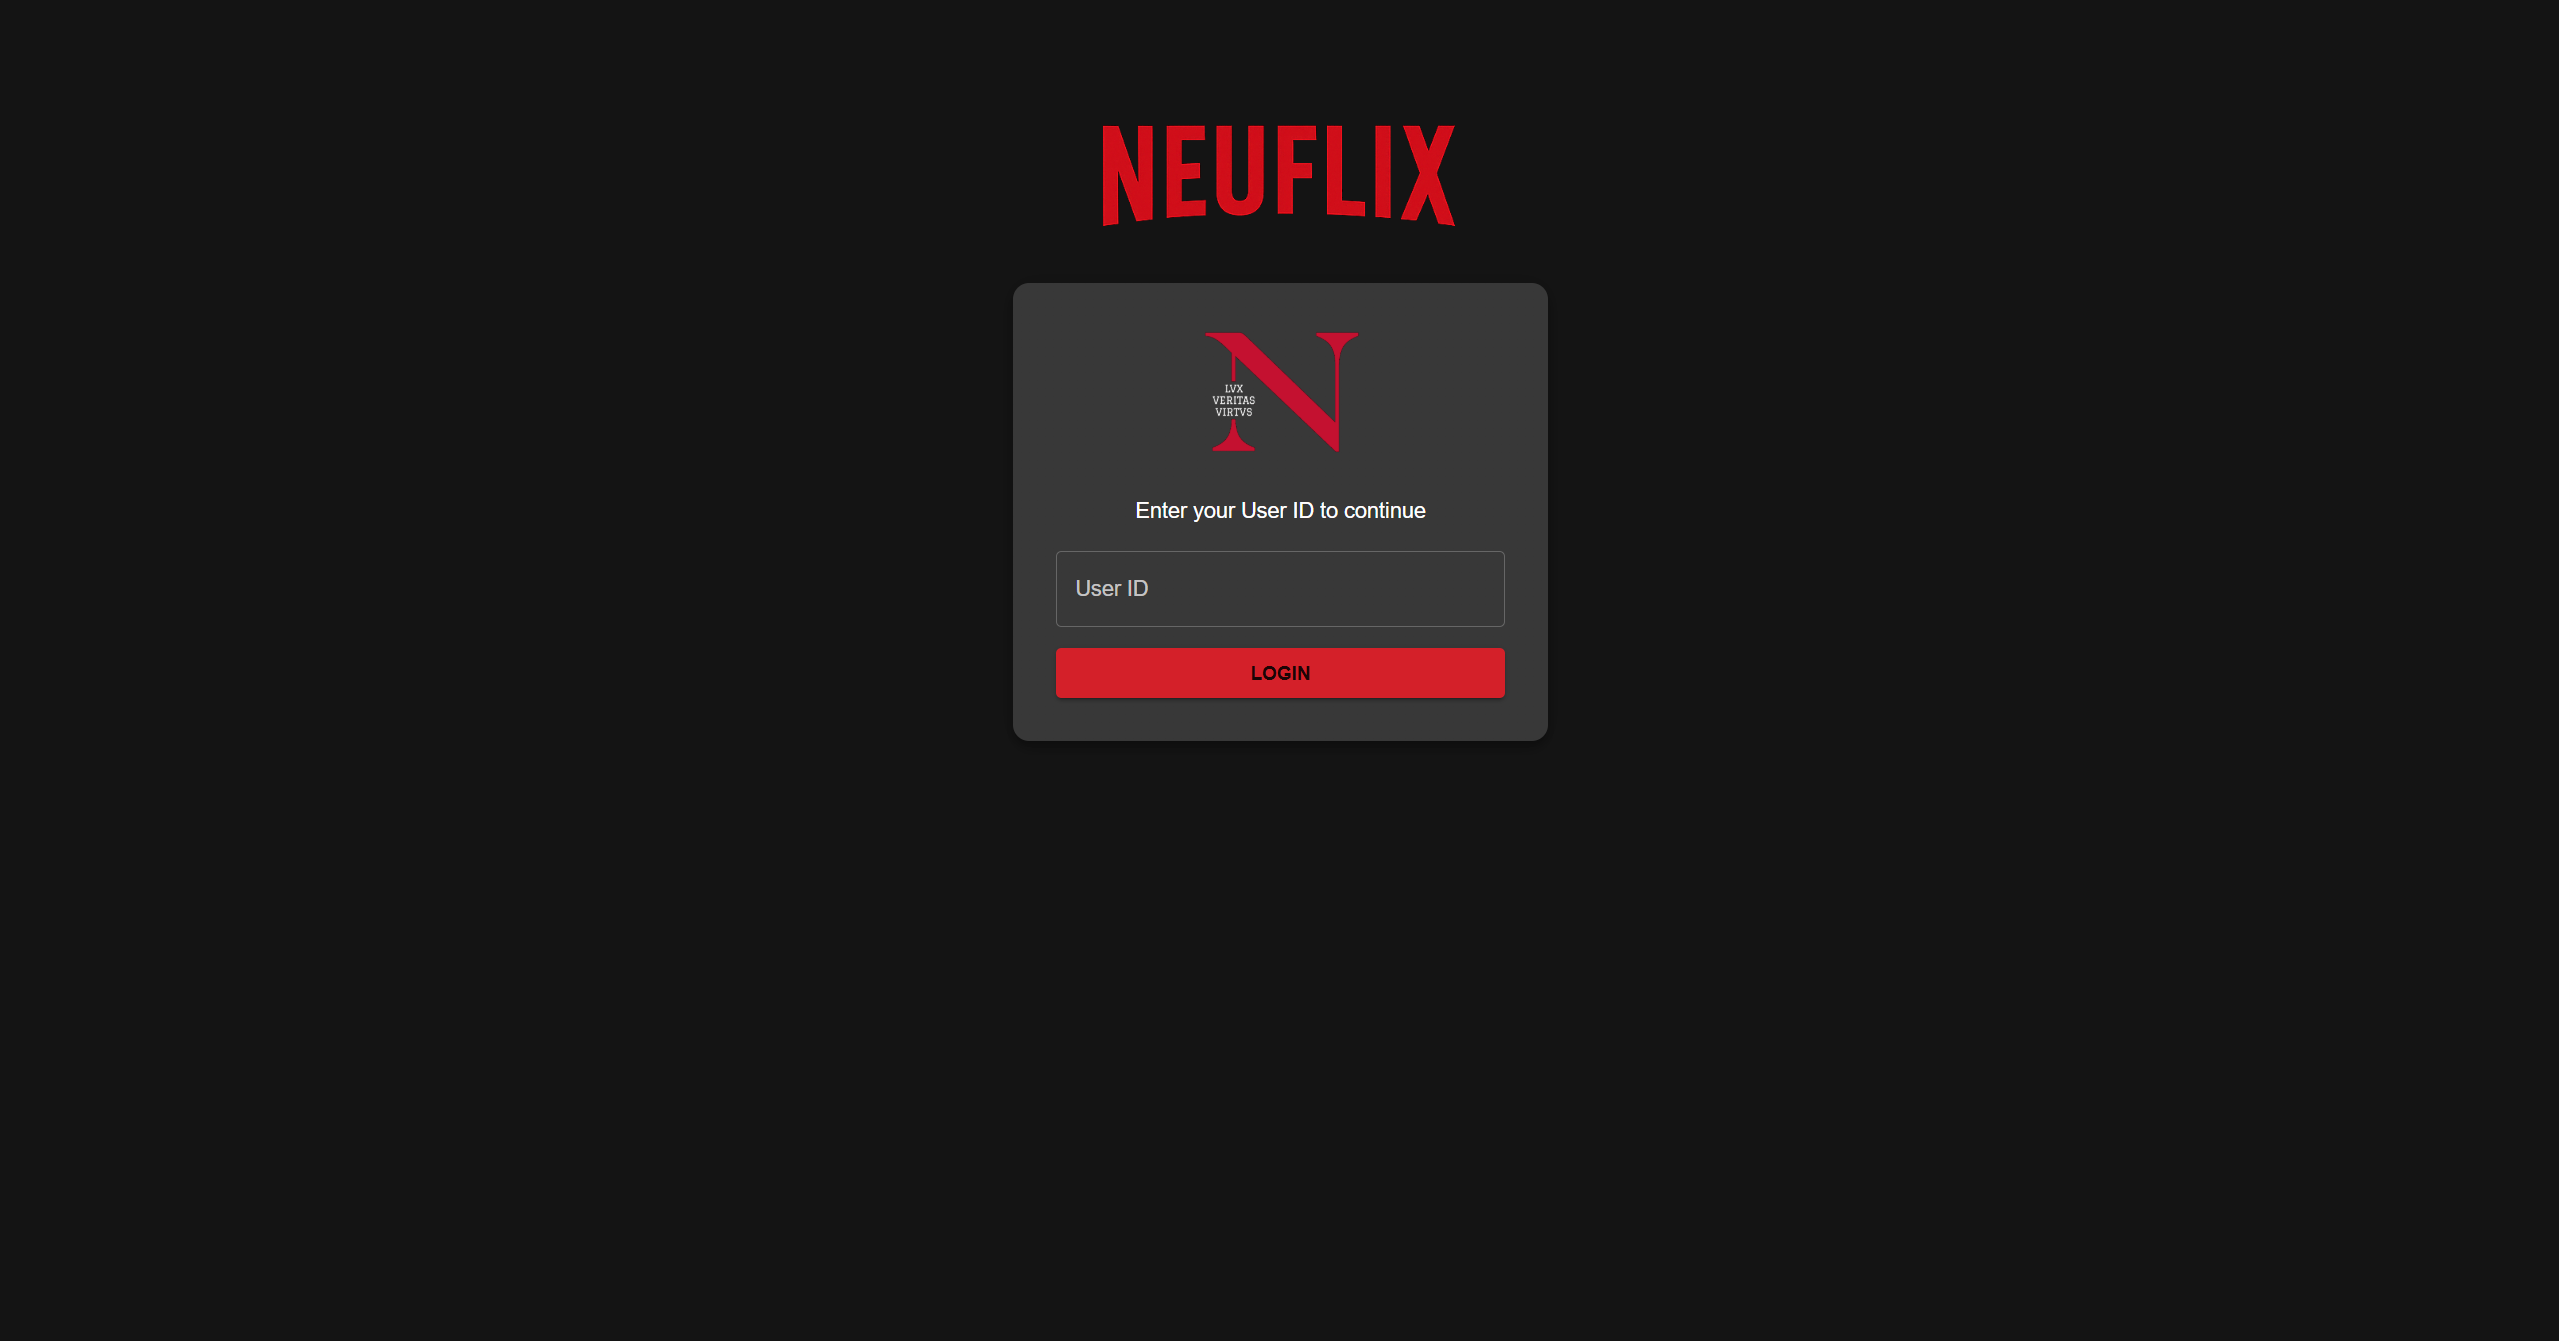 NEUFLIX
N
LVX
VERITAS
VIRTVS
Enter your User ID to continue
User ID
LOGIN